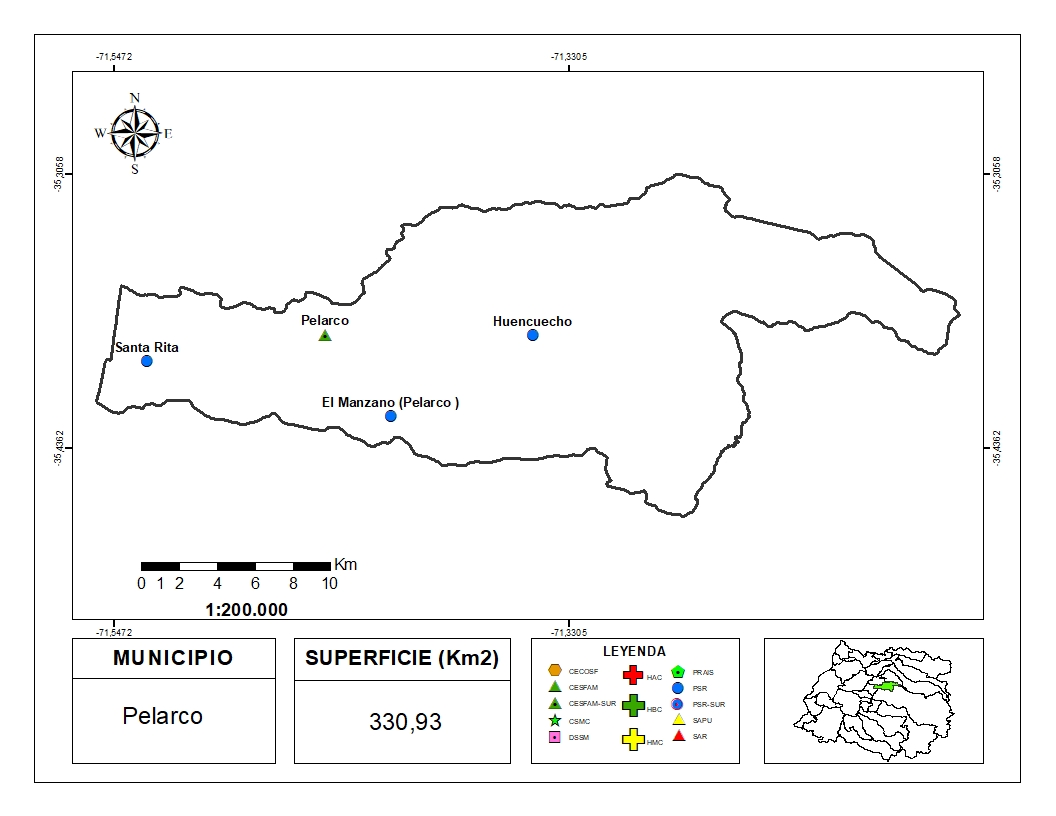 -71,5472
-71,3305
-35,3058
-35,3058
N
W
E
S
Pelarco
Huencuecho
Santa Rita
El Manzano (Pelarco )
-35,4362
-35,4362
Km
0 1 2 4 6 8 10
1:200.000
-71,5472
-71,3305
MUNICIPIO
Pelarco
SUPERFICIE (Km2)
330,93
LEYENDA
CECOSF
CESFAM
CESFAM-SUR
CSMC
DSSM
HAC
HBC
HMC
PRAIS
PSR
PSR-SUR
SAPU
SAR